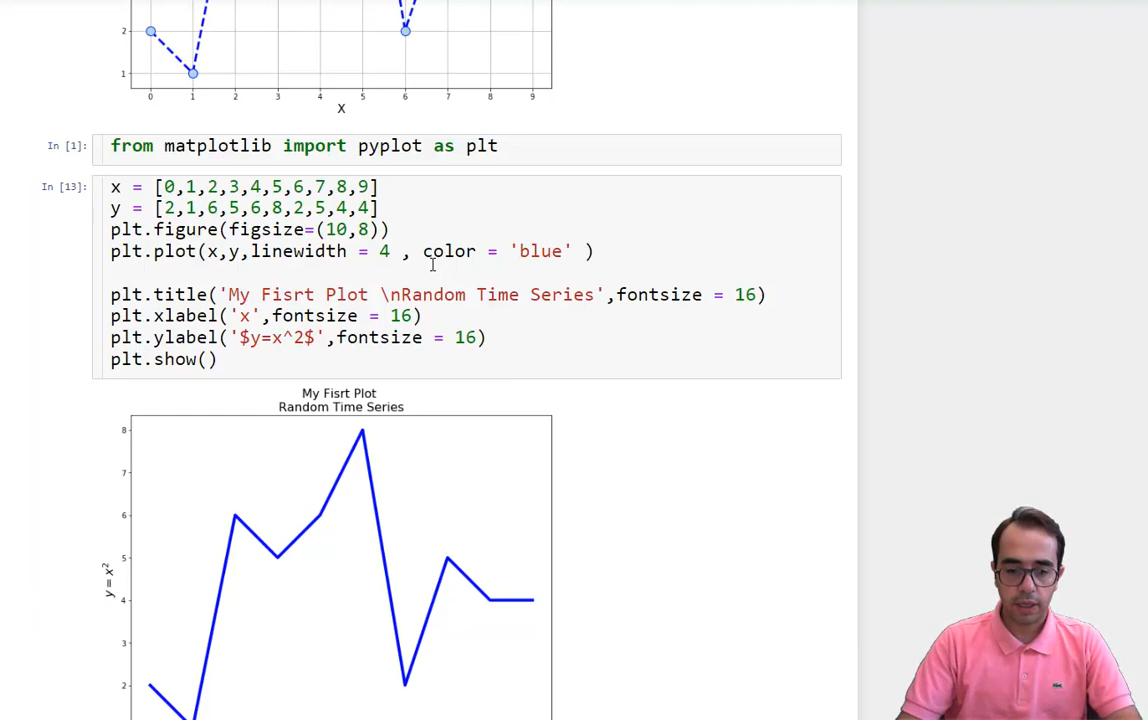 2
1
0 1 2 3 4 5 6 7 8 9
X
In [1]: from matplotlib import pyplot as plt
In [13]: x = [0,1,2,3,4,5,6,7,8,9]
y = [2,1,6,5,6,8,2,5,4,4]
plt.figure(figsize=(10,8))
plt.plot(x,y,linewidth = 4 , color = 'blue' )
plt.title('My Fisrt Plot \nRandom Time Series',fontsize = 16)
plt.xlabel('x',fontsize = 16)
plt.ylabel('$y=x^2$',fontsize = 16)
plt.show()
My Fisrt Plot
Random Time Series
8
7
6
5
y = x²
4
3
2